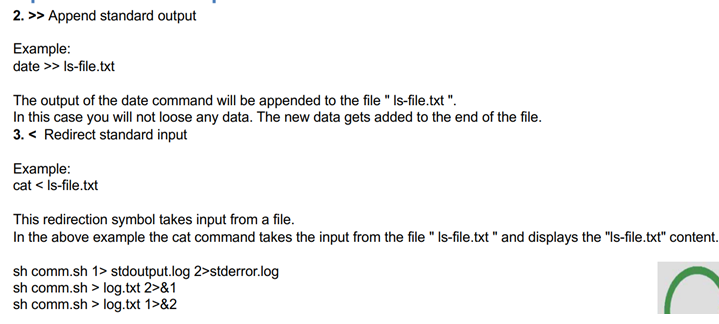 2. >> Append standard output
Example:
date >> ls-file.txt
The output of the date command will be appended to the file " ls-file.txt ".
In this case you will not loose any data. The new data gets added to the end of the file.
3. < Redirect standard input
Example:
cat < ls-file.txt
This redirection symbol takes input from a file.
In the above example the cat command takes the input from the file " ls-file.txt " and displays the "ls-file.txt" content.
sh comm.sh 1> stdoutput.log 2>stderror.log
sh comm.sh > log.txt 2>&1
sh comm.sh > log.txt 1>&2